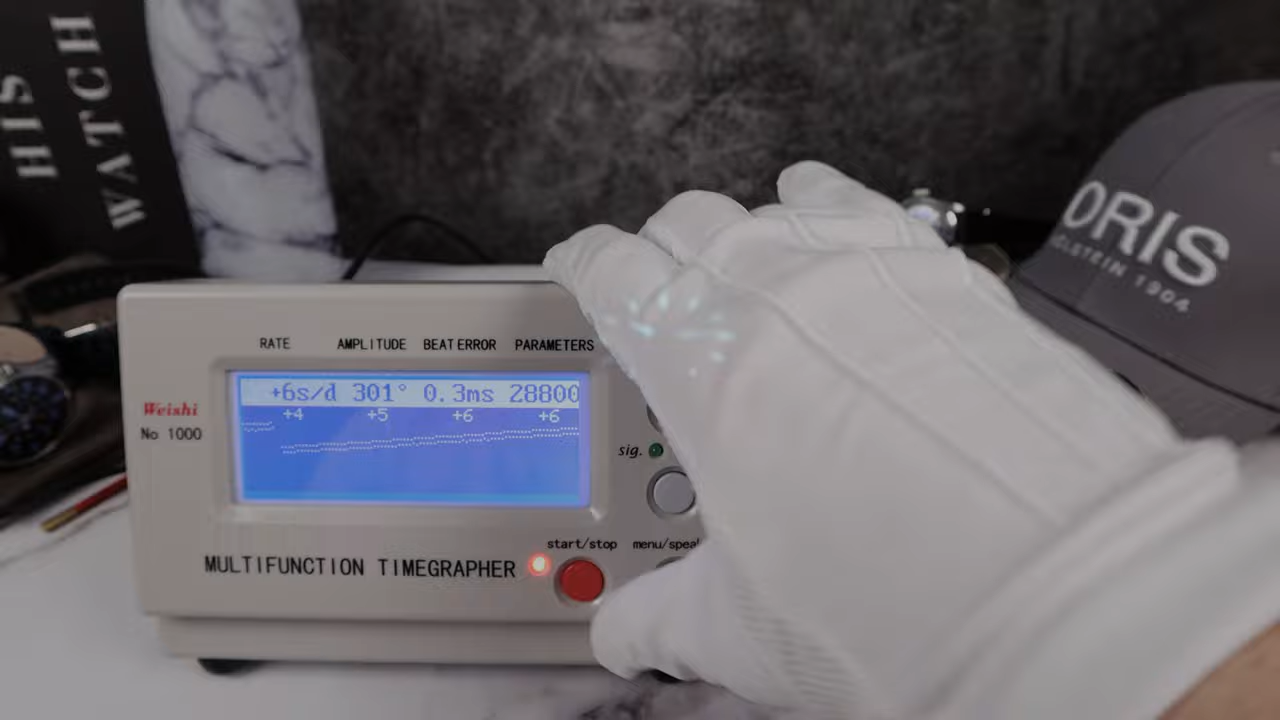 HIS
WATCH
ORIS
1904
RATE AMPLITUDE BEAT ERROR PARAMETERS
+6s/d 301° 0.3ms 28800
+4 +5 +6 +6
Weishi
No 1000
sig.
start/stop
MULTIFUNCTION TIMEGRAPHER